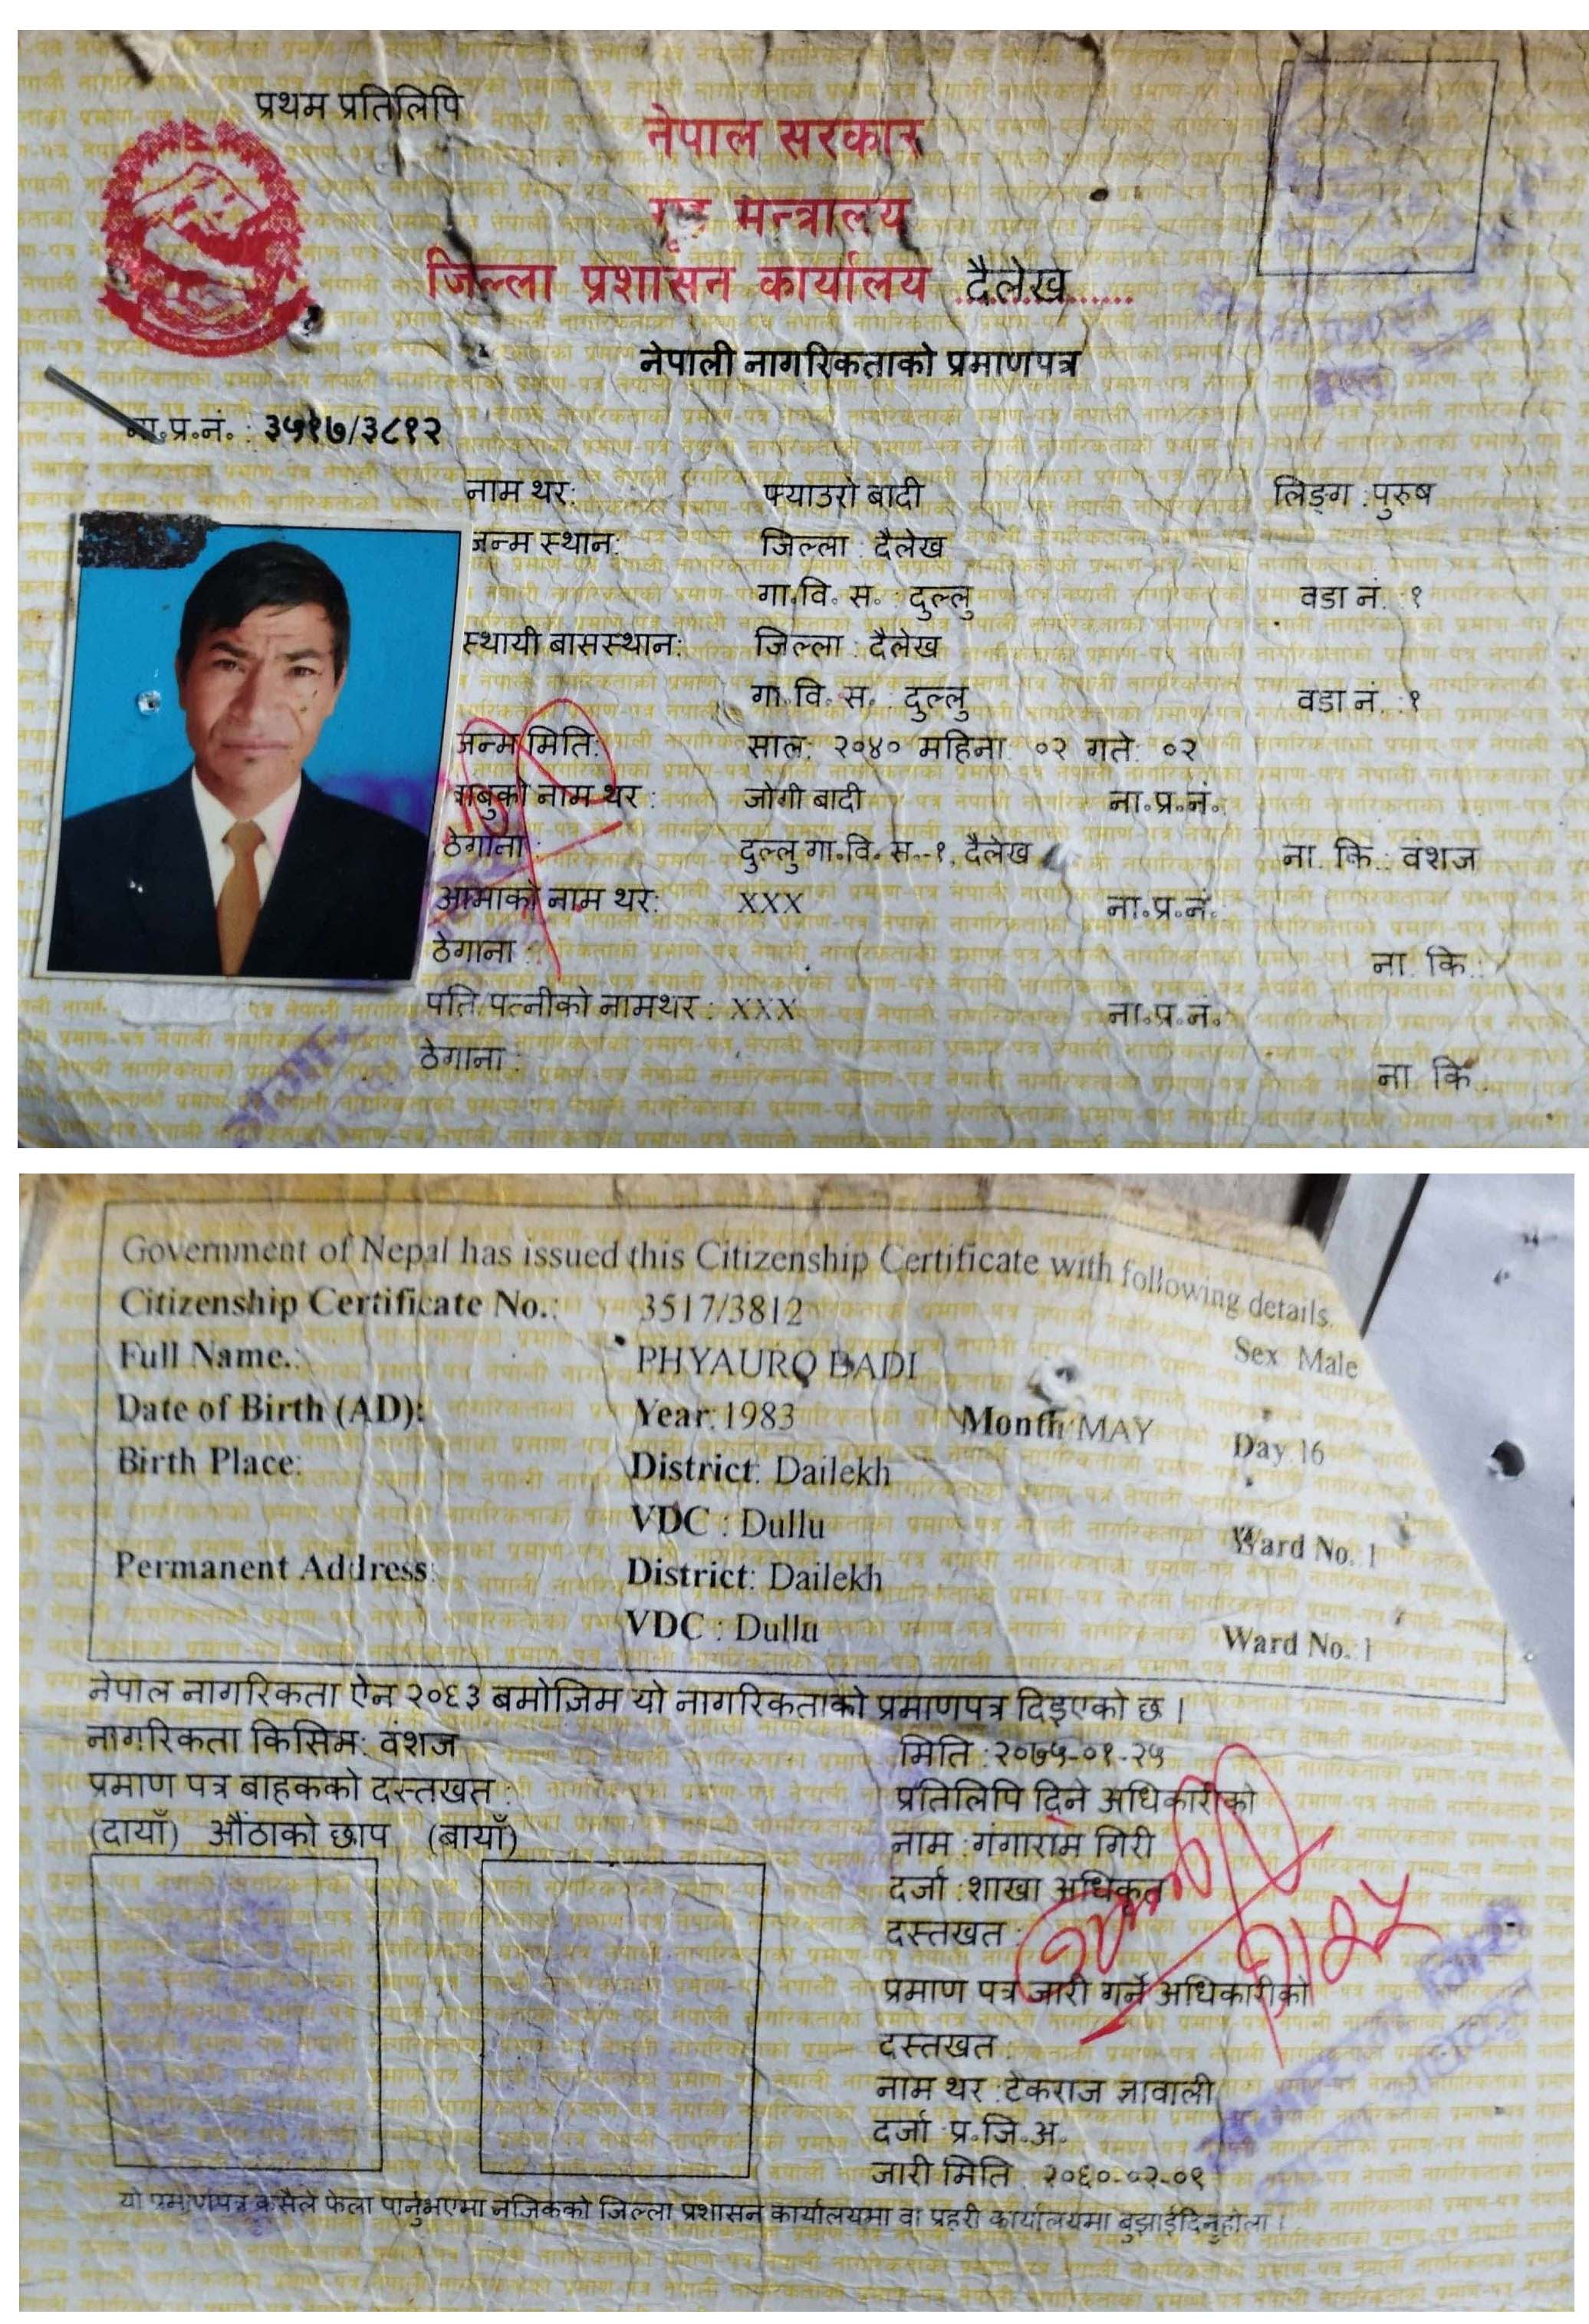 प्रथम प्रतिलिपि
नेपाल सरकार
गृह मन्त्रालय
जिल्ला प्रशासन कार्यालय दैलेख
नेपाली नागरिकताको प्रमाणपत्र
ना.प्र.नं. : ३५१७/३८१२
नाम थर: फ्याउरो बादी लिङ्ग : पुरुष
जन्म स्थान: जिल्ला : दैलेख
गा.वि. स. : दुल्लु वडा नं. : १
स्थायी बासस्थान: जिल्ला : दैलेख
गा.वि. स. : दुल्लु वडा नं. : १
जन्म मिति: साल: २०४० महिना: ०२ गते: ०२
बाबुको नाम थर : जोगी बादी ना.प्र.नं.
ठेगाना : दुल्लु गा.वि. स.-१, दैलेख ना. कि.: वंशज
आमाको नाम थर: XXX ना.प्र.नं.
ठेगाना : ना. कि.:
पति/पत्नीको नामथर : XXX ना.प्र.नं.
ठेगाना : ना. कि.
Government of Nepal has issued this Citizenship Certificate with following details.
Citizenship Certificate No.: 3517/3812
Sex: Male
Full Name.: PHYAURO BADI
Date of Birth (AD): Year: 1983 Month: MAY Day: 16
Birth Place: District: Dailekh
VDC : Dullu Ward No.: 1
Permanent Address: District: Dailekh
VDC : Dullu Ward No.: 1
नेपाल नागरिकता ऐन २०६३ बमोजिम यो नागरिकताको प्रमाणपत्र दिइएको छ ।
नागरिकता किसिम: वंशज
मिति : २०७५-०१-२५
प्रमाण पत्र बाहकको दस्तखत :
प्रतिलिपि दिने अधिकारीको
(दायाँ) औंठाको छाप (बायाँ)
नाम : गंगाराम गिरी
दर्जा : शाखा अधिकृत
दस्तखत :
प्रमाण पत्र जारी गर्ने अधिकारीको
दस्तखत :
नाम थर : टेकराज ज्ञावाली
दर्जा : प्र.जि.अ.
जारी मिति : २०६०-०२-०९
यो प्रमाणपत्र कसैले फेला पार्नुभएमा नजिकको जिल्ला प्रशासन कार्यालयमा वा प्रहरी कार्यालयमा बुझाईदिनुहोला ।